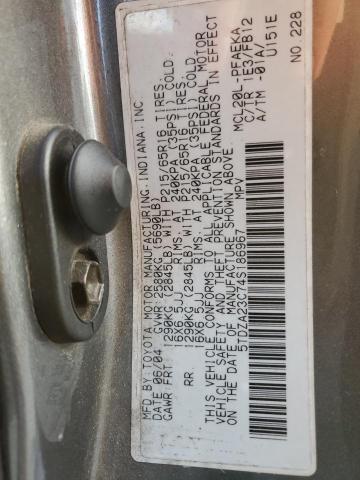 MFD BY TOYOTA MOTOR MANUFACTURING, INDIANA, INC.
DATE 06/04 GVWR 2580KG (5690LB)
GAWR FRT 1290KG (2845LB) WITH P215/65R16 TIRES,
16X6.5JJ RIMS, AT 240KPA (35PSI) COLD.
RR 1290KG (2845LB) WITH P215/65R16 TIRES,
16X6.5JJ RIMS, AT 240KPA (35PSI) COLD.
THIS VEHICLE CONFORMS TO ALL APPLICABLE FEDERAL MOTOR
VEHICLE SAFETY AND THEFT PREVENTION STANDARDS IN EFFECT
ON THE DATE OF MANUFACTURE SHOWN ABOVE.
5TDZA23C74S186967 MPV
MCL20L-PFAEKA
C/TR 1E3/FB12
A/TM -01A/
U151E
NO. 228